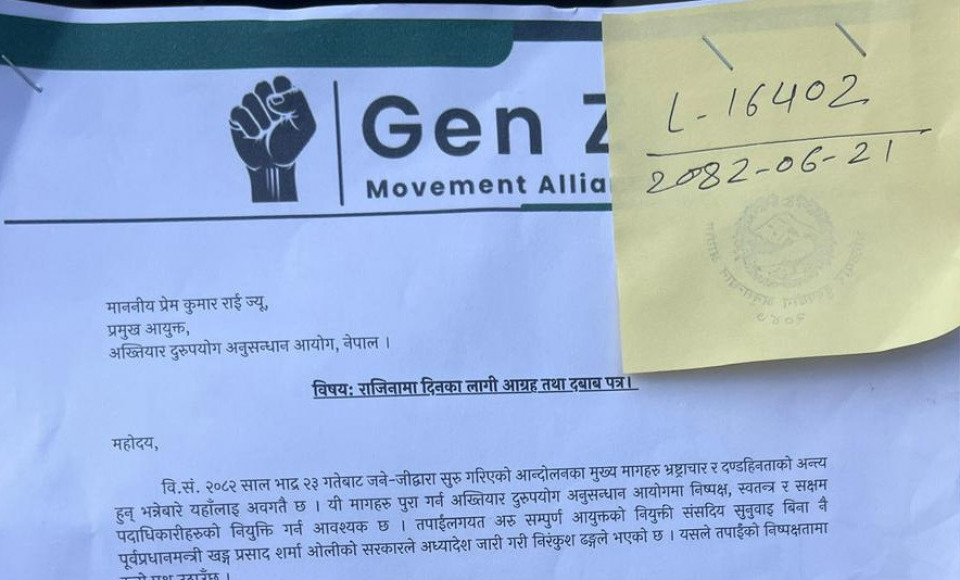 Gen Z
Movement Allia
L-16402
2082-06-21
माननीय प्रेम कुमार राई ज्यू,
प्रमुख आयुक्त,
अख्तियार दुरुपयोग अनुसन्धान आयोग, नेपाल ।
विषय: राजिनामा दिनका लागी आग्रह तथा दबाब पत्र।
महोदय,
वि.सं. २०८२ साल भाद्र २३ गतेबाट जेन-जीद्वारा सुरु गरिएको आन्दोलनका मुख्य मागहरु भ्रष्टाचार र दण्डहिनताको अन्त्य
हुन् भन्नेबारे यहाँलाइ अवगतै छ । यी मागहरु पुरा गर्न अख्तियार दुरुपयोग अनुसन्धान आयोगमा निष्पक्ष, स्वतन्त्र र सक्षम
पदाधिकारीहरुको नियुक्ति गर्न आवश्यक छ । तपाईलगयत अरु सम्पुर्ण आयुक्तको नियुक्ती संसदिय सुनुवाइ बिना नै
पूर्वप्रधानमन्त्री खड्ग प्रसाद शर्मा ओलीको सरकारले अध्यादेश जारी गरी निरंकुश ढङ्गले भएको छ । यसले तपाईको निष्पक्षतामा